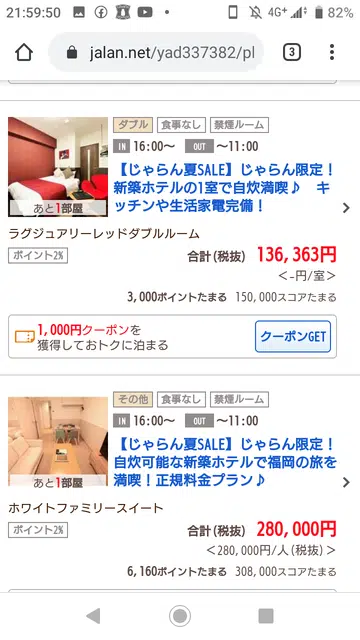 21:59:50
4G+
82%
jalan.net/yad337382/pl
3
ダブル 食事なし 禁煙ルーム
IN 16:00～ OUT ～11:00
【じゃらん夏SALE】じゃらん限定！
新築ホテルの1室で自炊満喫♪ キ
ッチンや生活家電完備！
あと1部屋
ラグジュアリーレッドダブルルーム
ポイント2%
合計(税抜) 136,363円
＜-円/室＞
3,000ポイントたまる 150,000スコアたまる
1,000円クーポンを
獲得しておトクに泊まる
クーポンGET
その他 食事なし 禁煙ルーム
IN 16:00～ OUT ～11:00
【じゃらん夏SALE】じゃらん限定！
自炊可能な新築ホテルで福岡の旅を
満喫！正規料金プラン♪
あと1部屋
ホワイトファミリースイート
ポイント2%
合計(税抜) 280,000円
＜280,000円/人(税抜)＞
6,160ポイントたまる 308,000スコアたまる